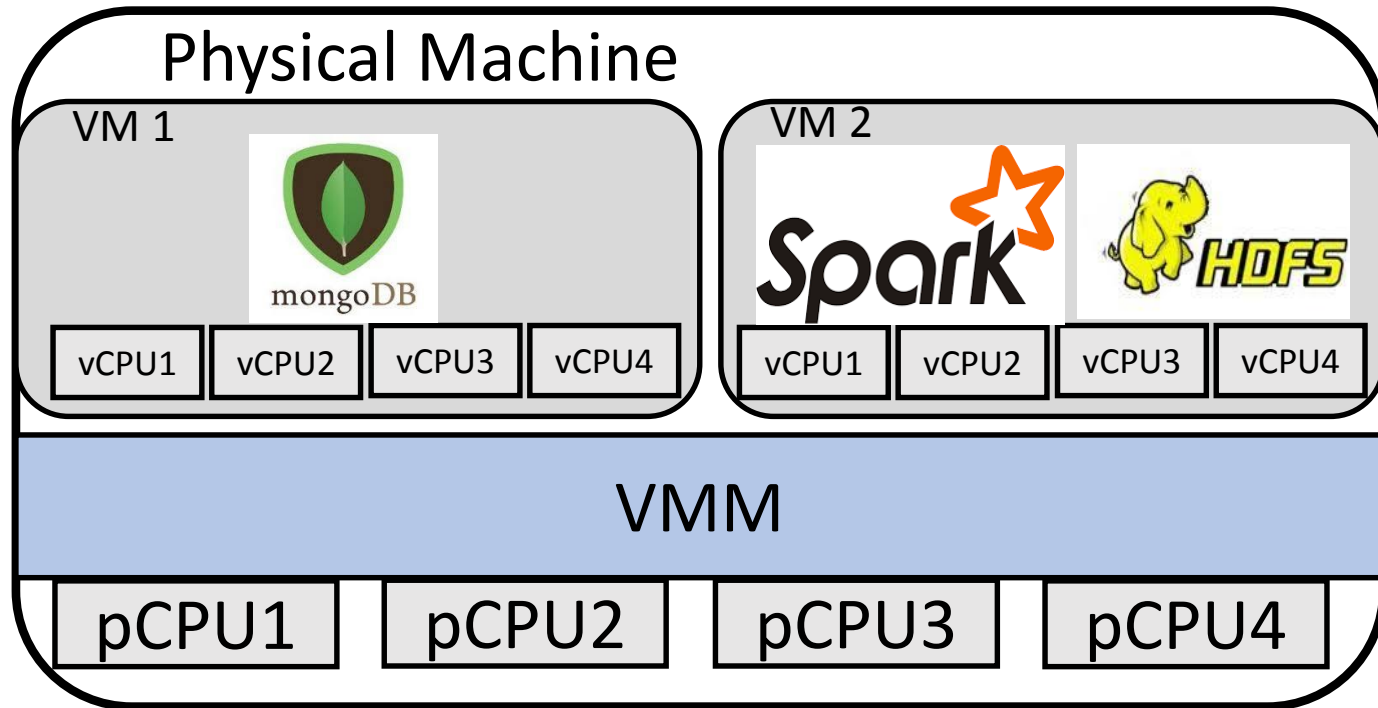 Physical Machine
VM 1
mongoDB
vCPU1
vCPU2
vCPU3
vCPU4
VM 2
Spark
HDFS
vCPU1
vCPU2
vCPU3
vCPU4
VMM
pCPU1
pCPU2
pCPU3
pCPU4